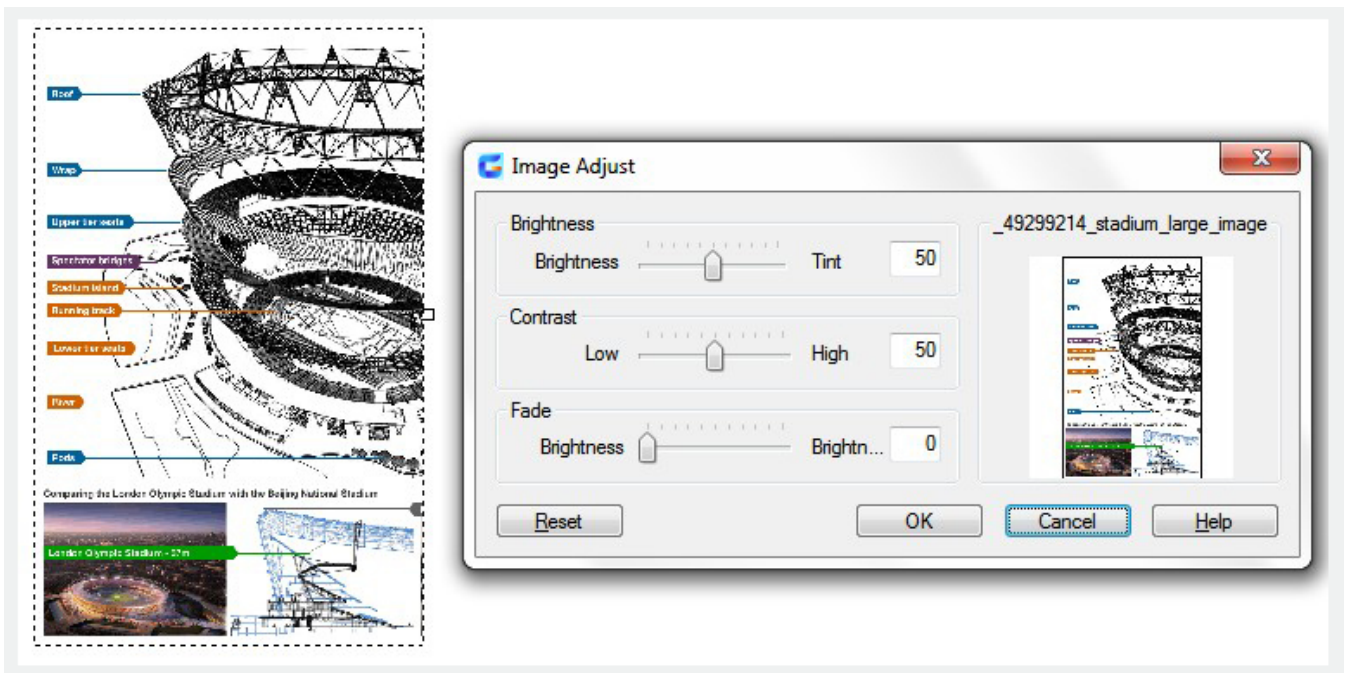 Roof
Wrap
Upper tier seats
Spectator bridges
Stadium island
Running track
Lower tier seats
River
Pods
Comparing the London Olympic Stadium with the Beijing National Stadium
London Olympic Stadium - 57m
Image Adjust
Brightness
Brightness
Tint
50
Contrast
Low
High
50
Fade
Brightness
Brightn...
0
_49299214_stadium_large_image
Reset
OK
Cancel
Help